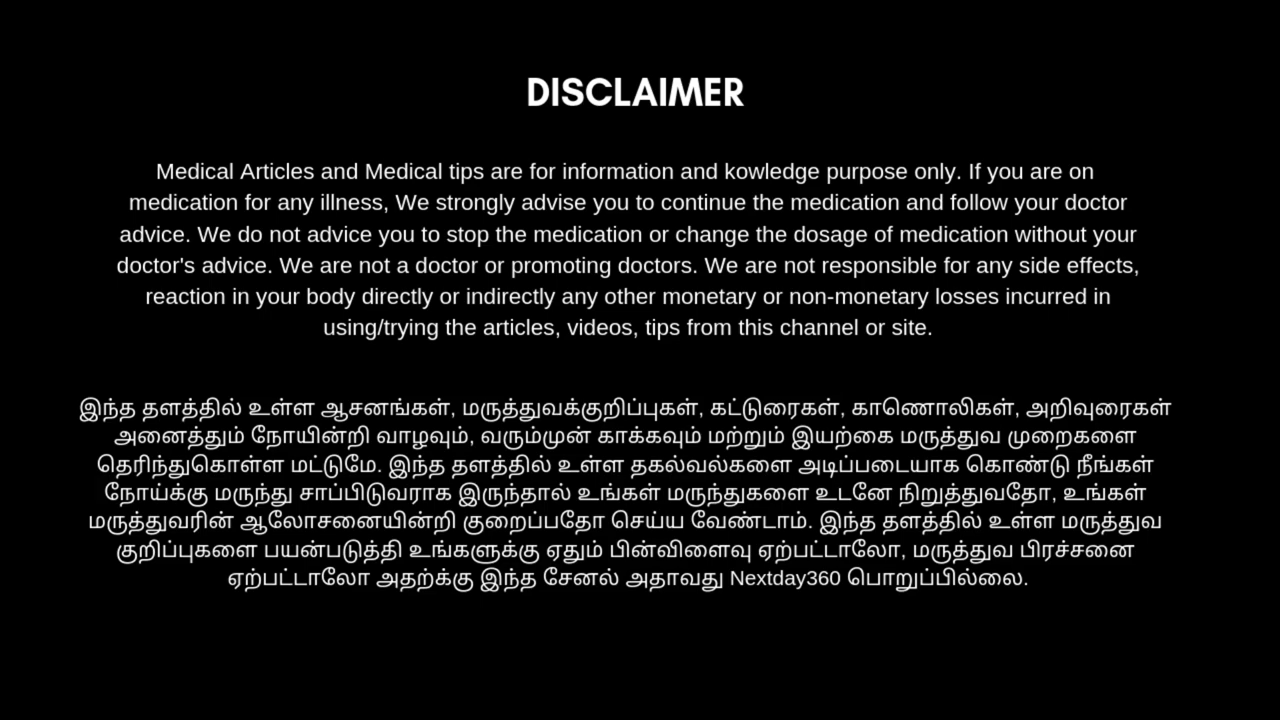 DISCLAIMER
Medical Articles and Medical tips are for information and kowledge purpose only. If you are on
medication for any illness, We strongly advise you to continue the medication and follow your doctor
advice. We do not advice you to stop the medication or change the dosage of medication without your
doctor's advice. We are not a doctor or promoting doctors. We are not responsible for any side effects,
reaction in your body directly or indirectly any other monetary or non-monetary losses incurred in
using/trying the articles, videos, tips from this channel or site.
இந்த தளத்தில் உள்ள ஆசனங்கள், மருத்துவக்குறிப்புகள், கட்டுரைகள், காணொலிகள், அறிவுரைகள்
அனைத்தும் நோயின்றி வாழவும், வரும்முன் காக்கவும் மற்றும் இயற்கை மருத்துவ முறைகளை
தெரிந்துகொள்ள மட்டுமே. இந்த தளத்தில் உள்ள தகல்வல்களை அடிப்படையாக கொண்டு நீங்கள்
நோய்க்கு மருந்து சாப்பிடுவராக இருந்தால் உங்கள் மருந்துகளை உடனே நிறுத்துவதோ, உங்கள்
மருத்துவரின் ஆலோசனையின்றி குறைப்பதோ செய்ய வேண்டாம். இந்த தளத்தில் உள்ள மருத்துவ
குறிப்புகளை பயன்படுத்தி உங்களுக்கு ஏதும் பின்விளைவு ஏற்பட்டாலோ, மருத்துவ பிரச்சனை
ஏற்பட்டாலோ அதற்க்கு இந்த சேனல் அதாவது Nextday360 பொறுப்பில்லை.